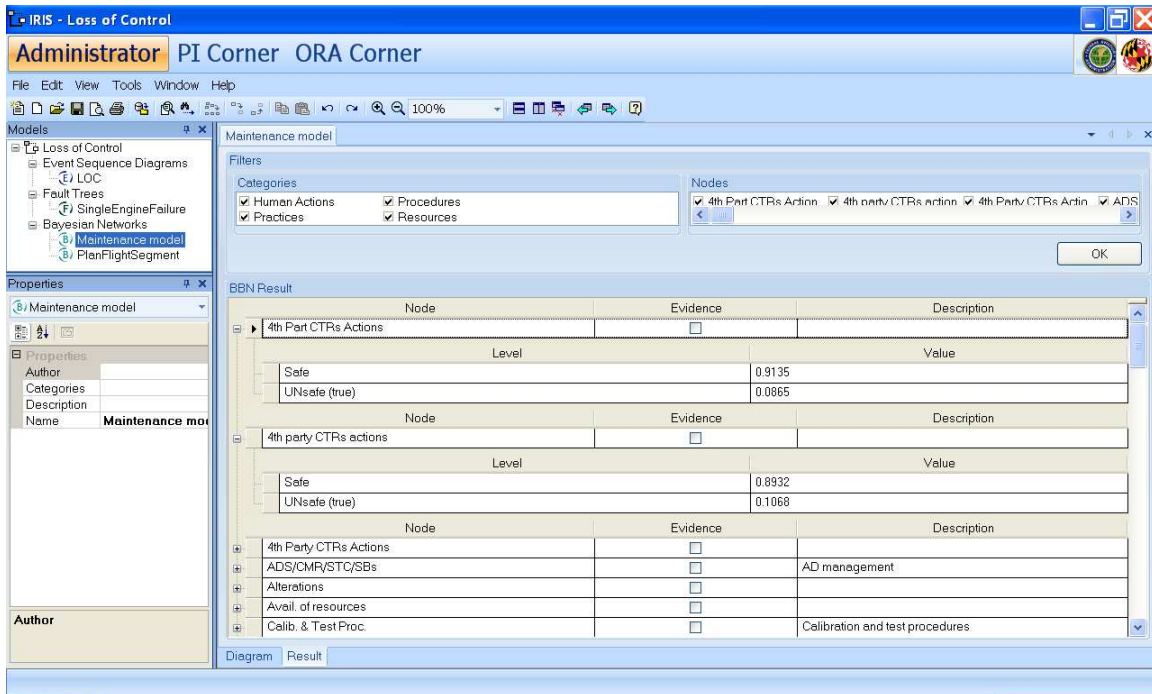 IRIS - Loss of Control
Administrator PI Corner ORA Corner
File Edit View Tools Window Help
100%
Models
Loss of Control
Event Sequence Diagrams
(E) LOC
Fault Trees
(F) SingleEngineFailure
Bayesian Networks
(B) Maintenance model
(B) PlanFlightSegment
Properties
(B) Maintenance model
Properties
Author
Categories
Description
Name Maintenance mo
Author
Maintenance model
Filters
Categories
Human Actions Procedures
Practices Resources
Nodes
4th Part CTRs Action 4th party CTRs action 4th Party CTRs Actio ADS
OK
BBN Result
Node Evidence Description
4th Part CTRs Actions
Level Value
Safe 0.9135
UNsafe (true) 0.0865
Node Evidence Description
4th party CTRs actions
Level Value
Safe 0.8932
UNsafe (true) 0.1068
Node Evidence Description
4th Party CTRs Actions
ADS/CMR/STC/SBs AD management
Alterations
Avail. of resources
Calib. & Test Proc. Calibration and test procedures
Diagram Result